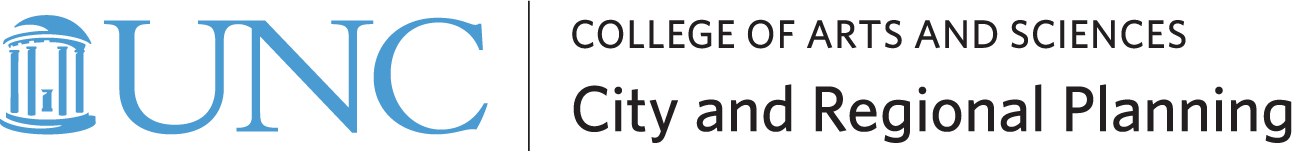 UNC
COLLEGE OF ARTS AND SCIENCES
City and Regional Planning